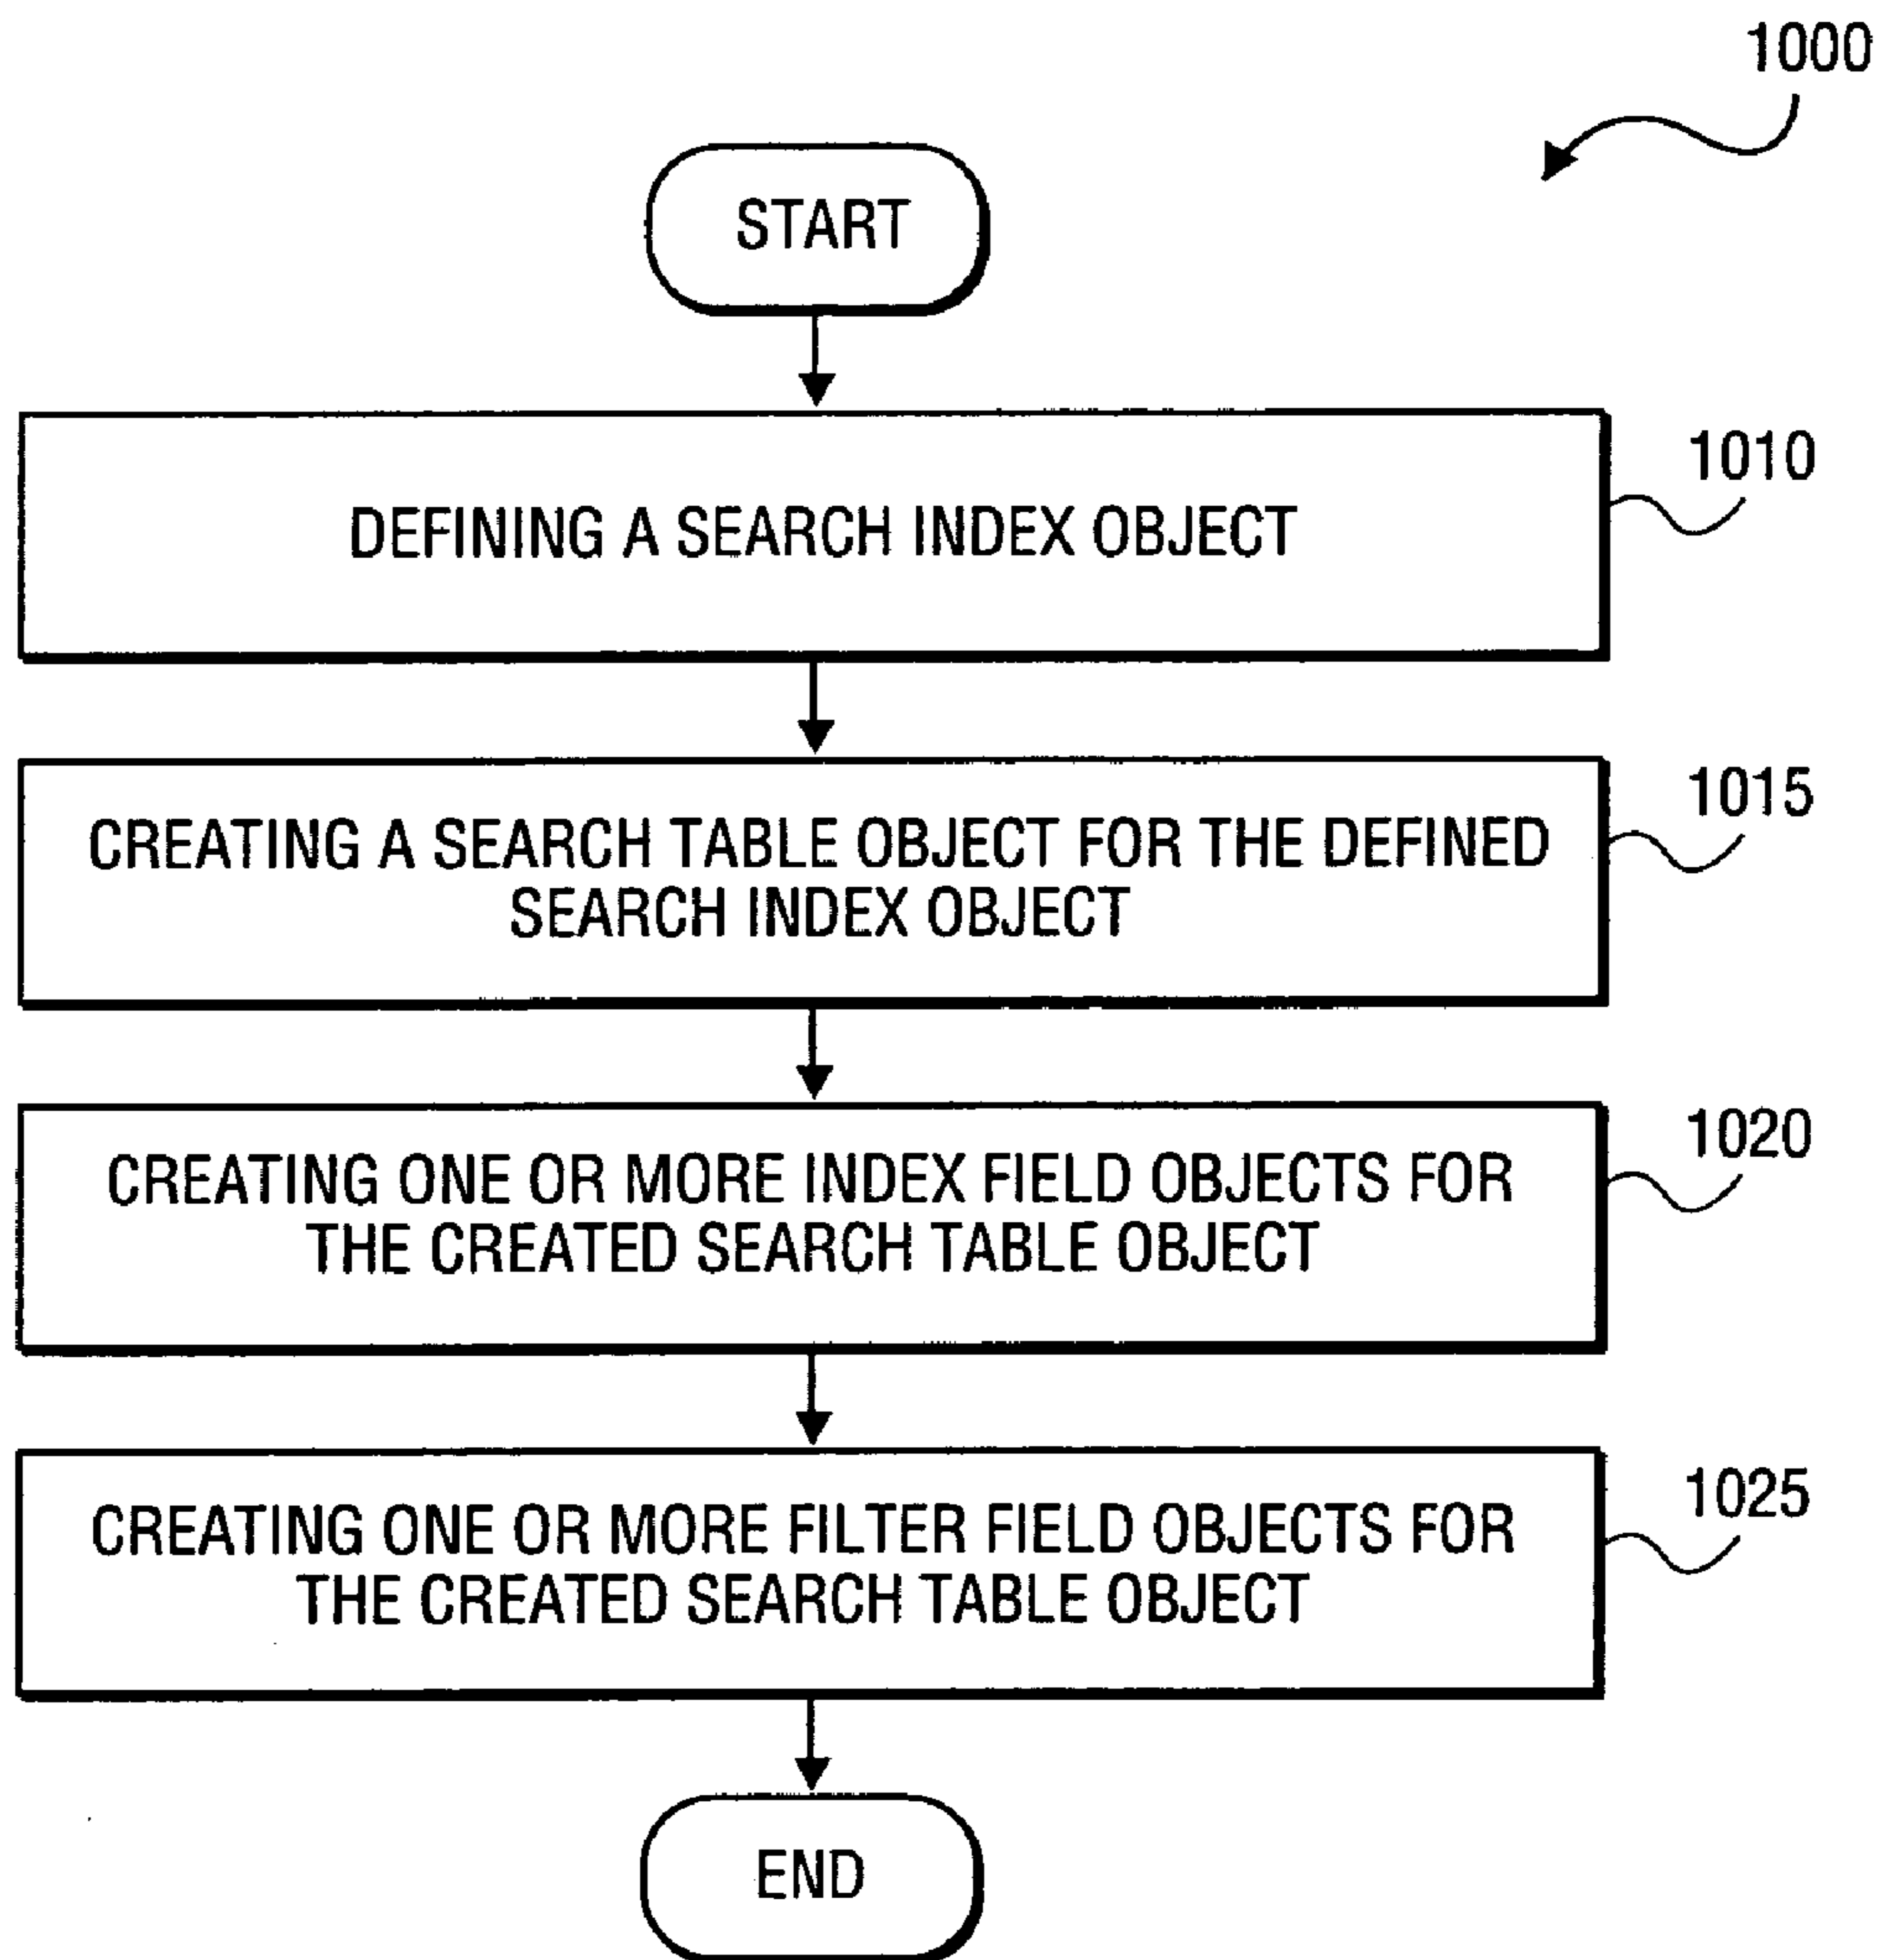 1000
START
DEFINING A SEARCH INDEX OBJECT
1010
CREATING A SEARCH TABLE OBJECT FOR THE DEFINED
SEARCH INDEX OBJECT
1015
CREATING ONE OR MORE INDEX FIELD OBJECTS FOR
THE CREATED SEARCH TABLE OBJECT
1020
CREATING ONE OR MORE FILTER FIELD OBJECTS FOR
THE CREATED SEARCH TABLE OBJECT
1025
END